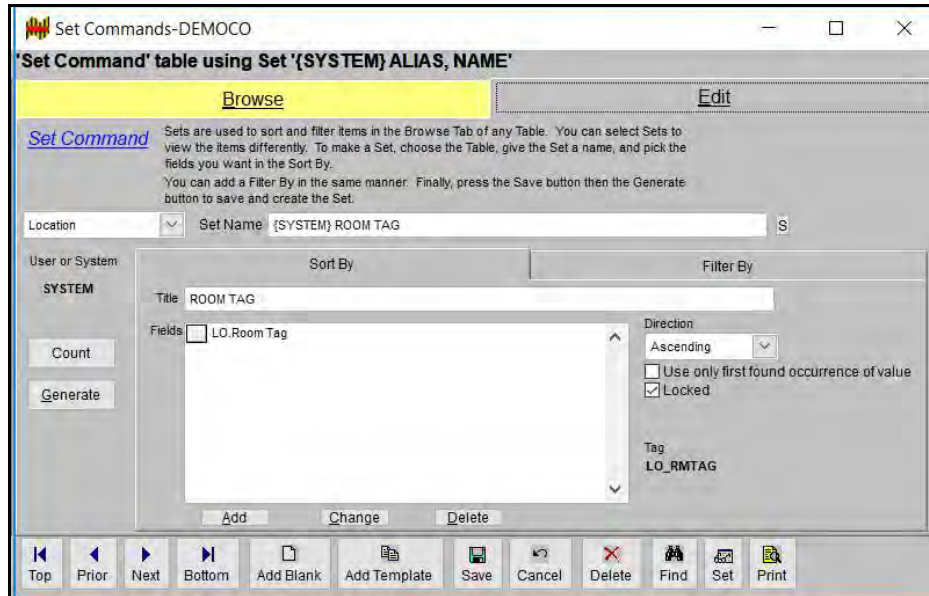 Set Commands-DEMOCO
'Set Command' table using Set '{SYSTEM} ALIAS, NAME'
Browse
Edit
Set Command
Sets are used to sort and filter items in the Browse Tab of any Table. You can select Sets to
view the items differently. To make a Set, choose the Table, give the Set a name, and pick the
fields you want in the Sort By.
You can add a Filter By in the same manner. Finally, press the Save button then the Generate
button to save and create the Set.
Location
Set Name {SYSTEM} ROOM TAG
S
User or System
SYSTEM
Count
Generate
Sort By
Filter By
Title ROOM TAG
Fields LO.Room Tag
Direction
Ascending
Use only first found occurrence of value
Locked
Tag
LO_RMTAG
Add Change Delete
Top Prior Next Bottom Add Blank Add Template Save Cancel Delete Find Set Print